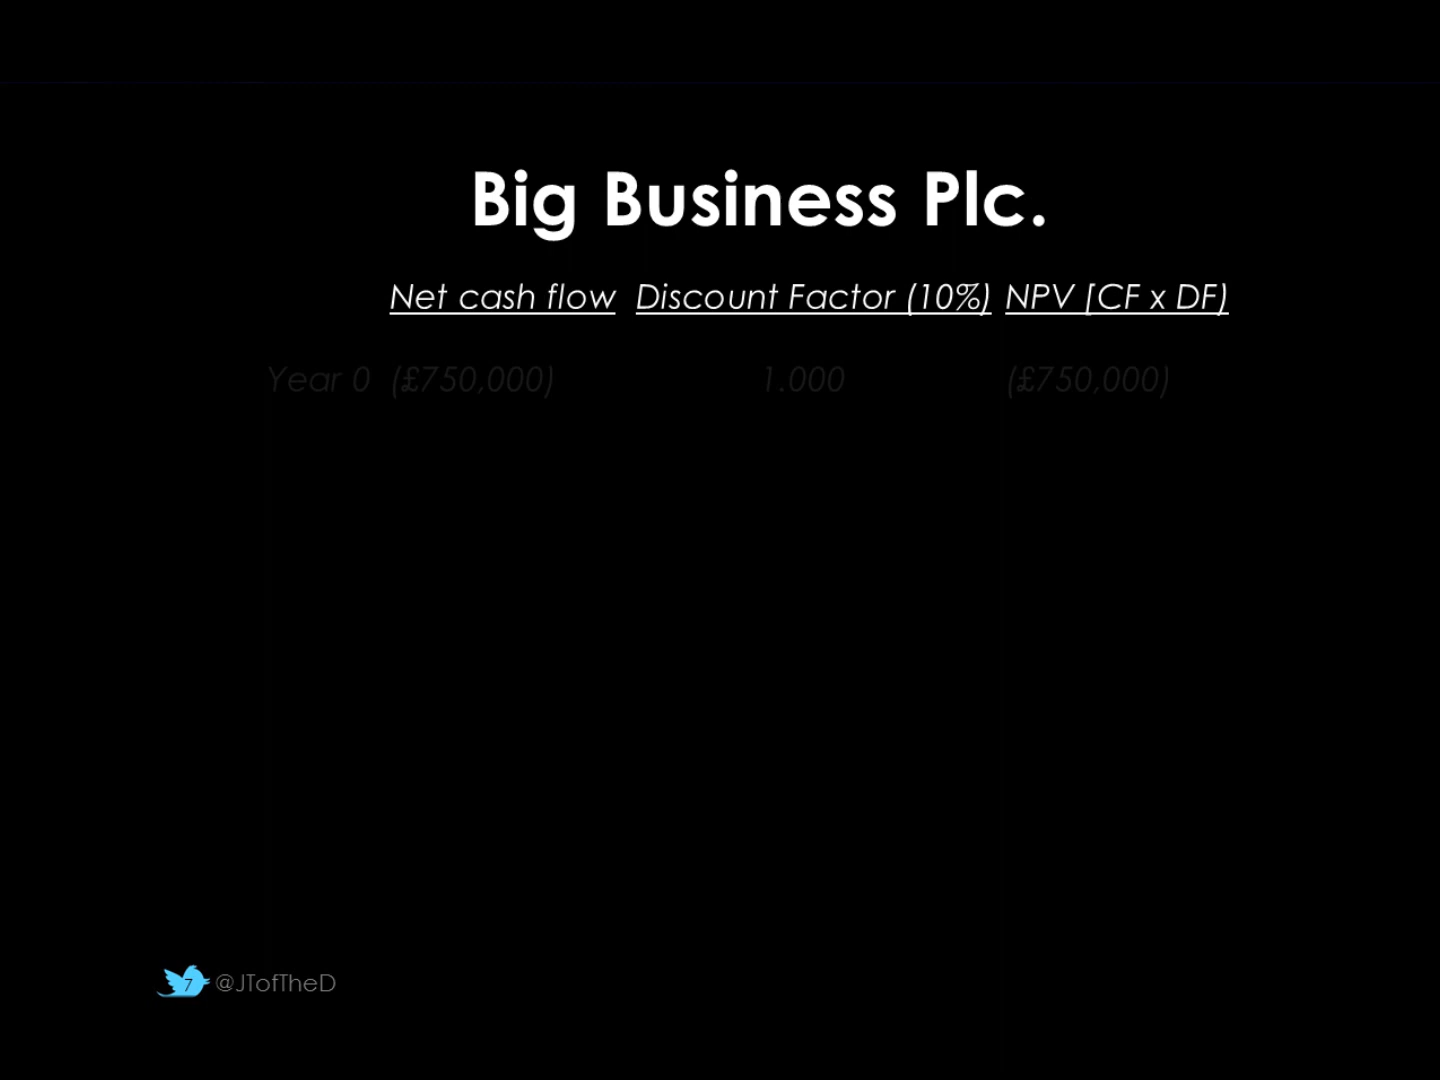 Big Business Plc.
Net cash flow Discount Factor (10%) NPV [CF x DF)
Year 0 (£750,000) 1.000 (£750,000)
7 @JTofTheD